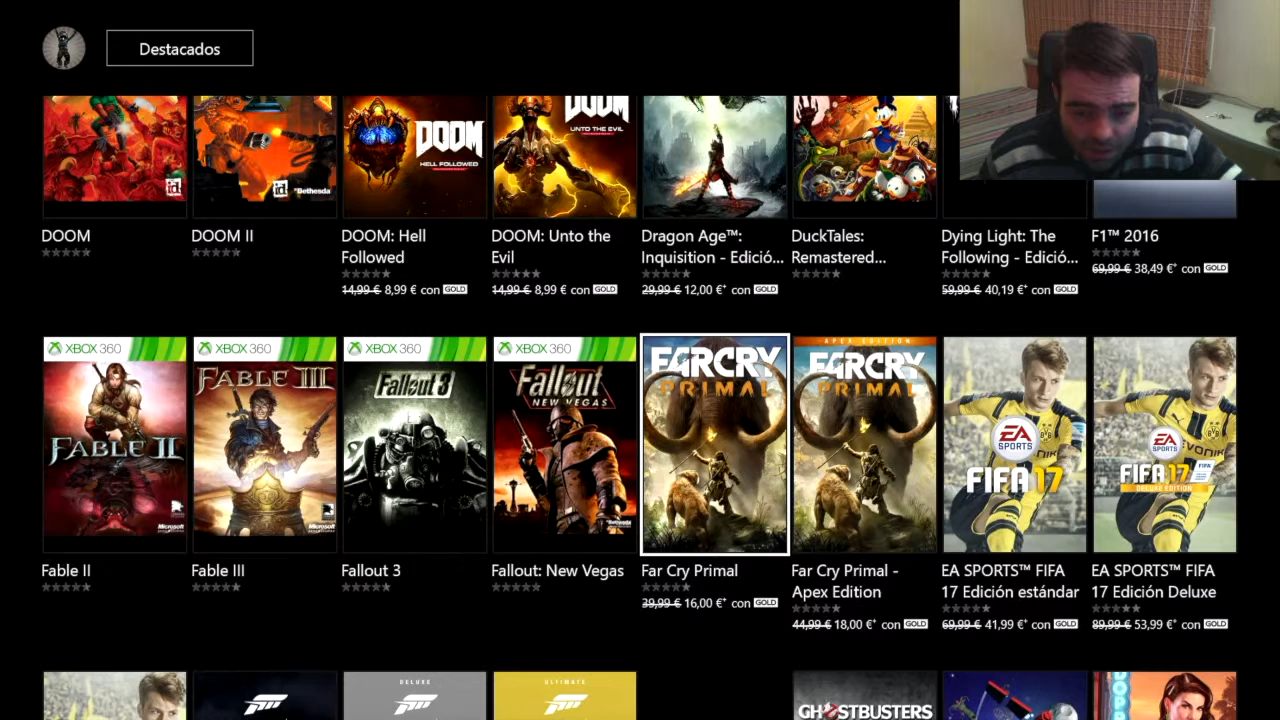 Destacados
id
id
Bethesda
DOOM
HELL FOLLOWED
DOOM
UNTO THE EVIL
DOOM
DOOM II
DOOM: Hell
Followed
14,99 € 8,99 € con GOLD
DOOM: Unto the
Evil
14,99 € 8,99 € con GOLD
Dragon Age™:
Inquisition - Edició...
29,99 € 12,00 €* con GOLD
DuckTales:
Remastered...
Dying Light: The
Following - Edició...
59,99 € 40,19 €* con GOLD
F1™ 2016
69,99 € 38,49 €* con GOLD
XBOX 360
FABLE II
Microsoft
XBOX 360
FABLE III
Microsoft
XBOX 360
Fallout 3
XBOX 360
Fallout
NEW VEGAS
Bethesda
FARCRY
PRIMAL
APEX EDITION
FARCRY
PRIMAL
EA
SPORTS
FIFA 17
EA
SPORTS
FIFA 17
FIFA
DELUXE EDITION
Fable II
Fable III
Fallout 3
Fallout: New Vegas
Far Cry Primal
39,99 € 16,00 €* con GOLD
Far Cry Primal -
Apex Edition
44,99 € 18,00 €* con GOLD
EA SPORTS™ FIFA
17 Edición estándar
69,99 € 41,99 €* con GOLD
EA SPORTS™ FIFA
17 Edición Deluxe
89,99 € 53,99 €* con GOLD
DELUXE
ULTIMATE
GHOSTBUSTERS